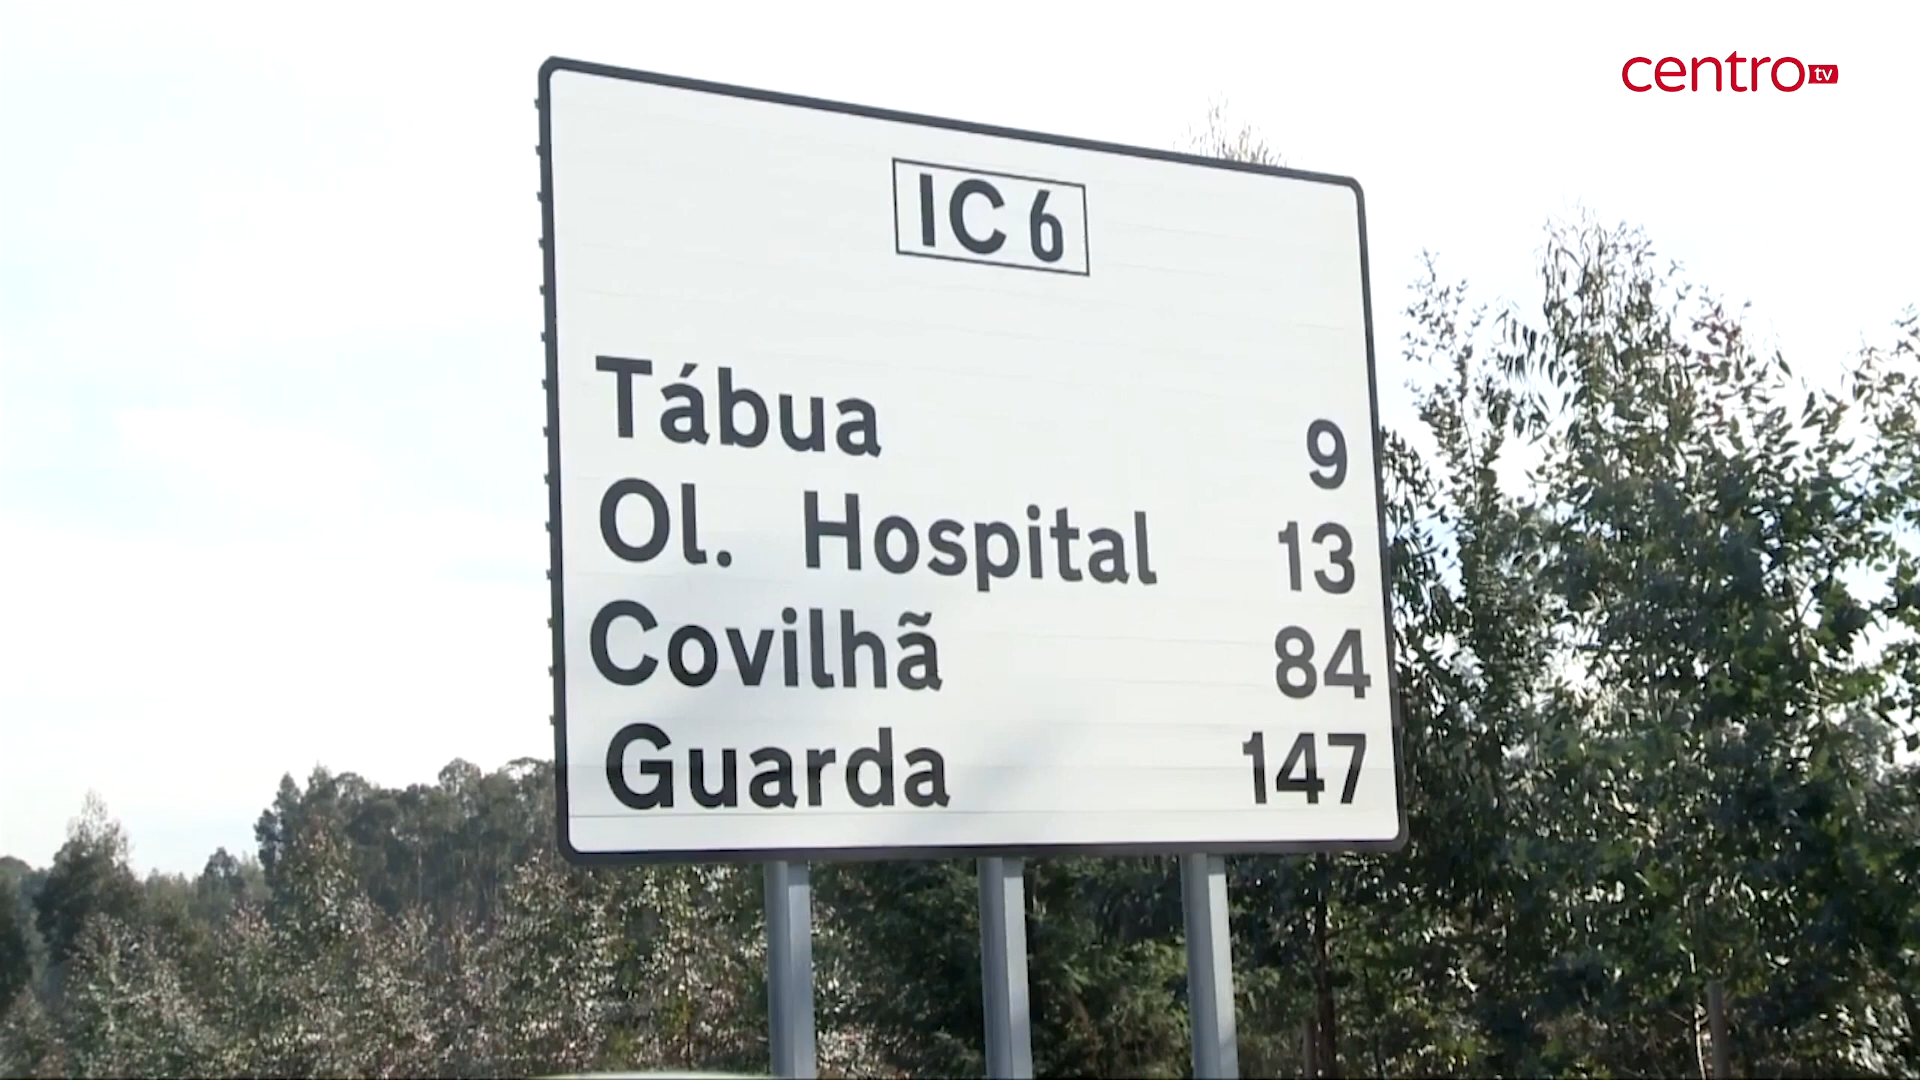 centro tv
IC 6
Tábua 9
Ol. Hospital 13
Covilhã 84
Guarda 147